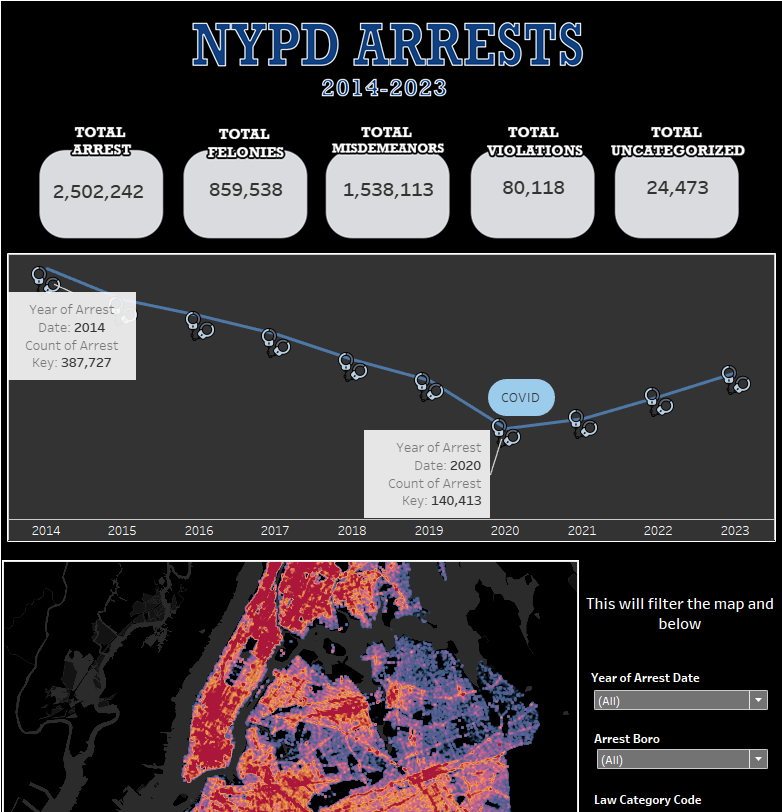 NYPD ARRESTS
2014-2023
TOTAL
ARREST
2,502,242
TOTAL
FELONIES
859,538
TOTAL
MISDEMEANORS
1,538,113
TOTAL
VIOLATIONS
80,118
TOTAL
UNCATEGORIZED
24,473
Year of Arrest
Date: 2014
Count of Arrest
Key: 387,727
COVID
Year of Arrest
Date: 2020
Count of Arrest
Key: 140,413
2014 2015 2016 2017 2018 2019 2020 2021 2022 2023
This will filter the map and
below
Year of Arrest Date
(All)
Arrest Boro
(All)
Law Category Code